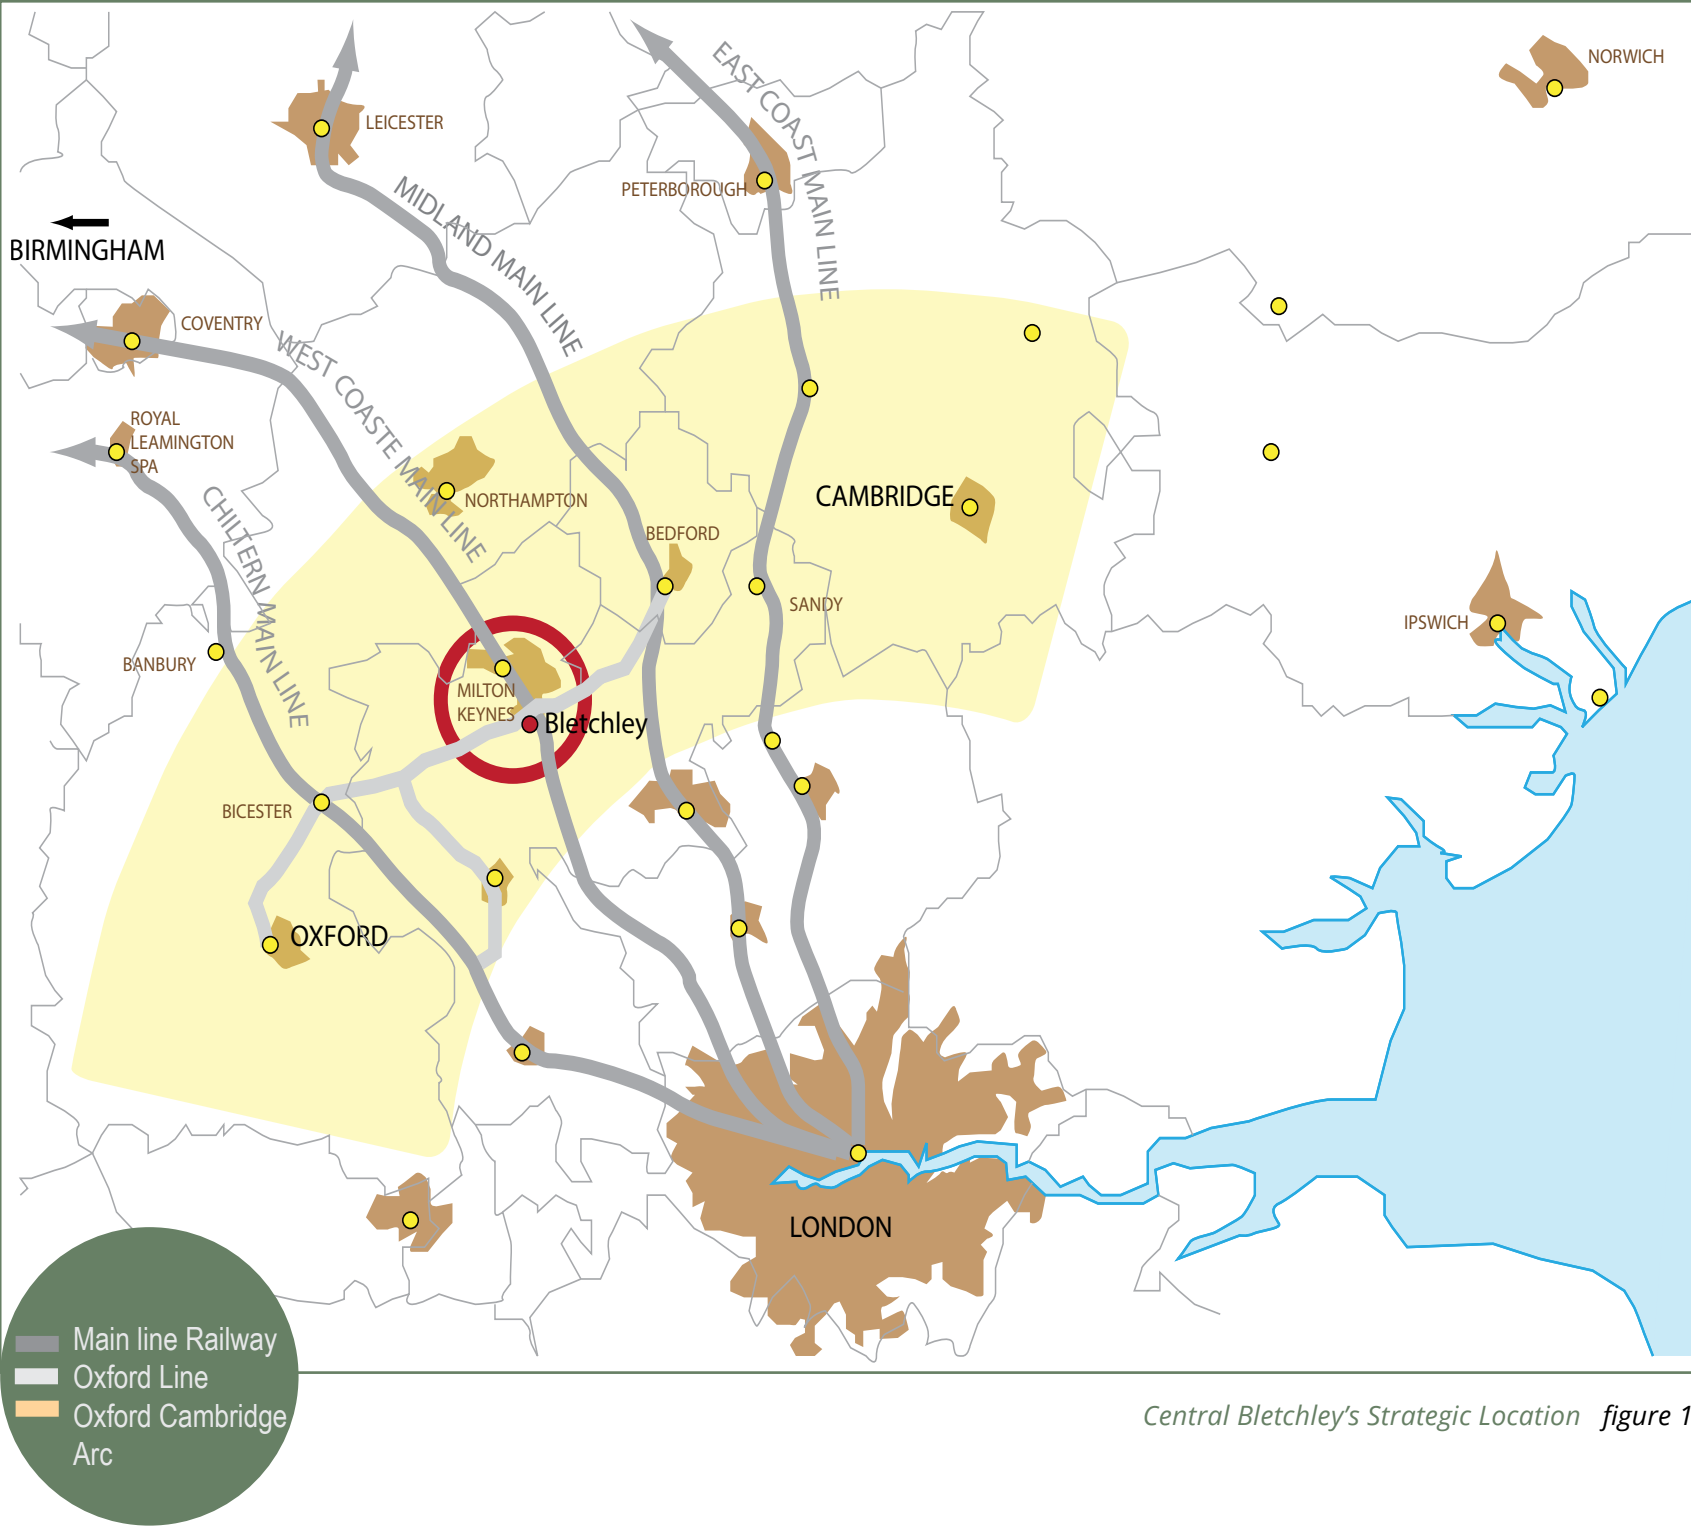 NORWICH
EAST COAST MAIN LINE
LEICESTER
PETERBOROUGH
MIDLAND MAIN LINE
BIRMINGHAM
COVENTRY
WEST COASTE MAIN LINE
ROYAL
LEAMINGTON
SPA
CHILTERN MAIN LINE
NORTHAMPTON
CAMBRIDGE
BEDFORD
SANDY
IPSWICH
BANBURY
MILTON
KEYNES
Bletchley
BICESTER
OXFORD
LONDON
Main line Railway
Oxford Line
Oxford Cambridge
Arc
Central Bletchley’s Strategic Location figure 1